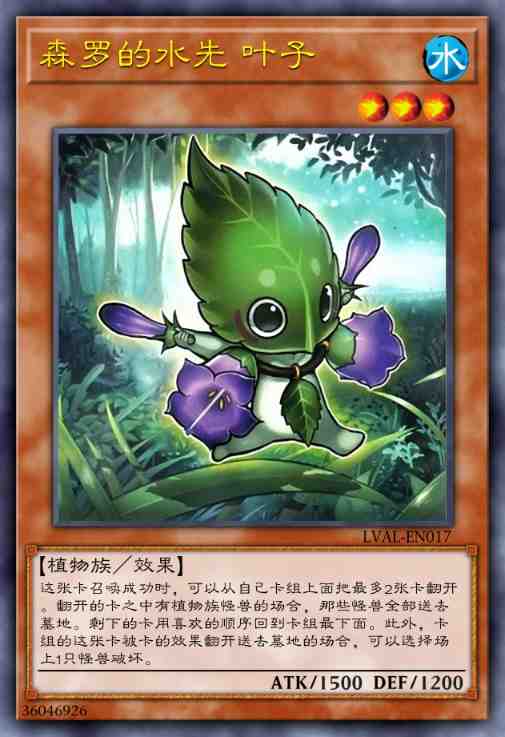 森罗的水先 叶子
水
LVAL-EN017
【植物族／效果】
这张卡召唤成功时，可以从自己卡组上面把最多2张卡翻开
。翻开的卡之中有植物族怪兽的场合，那些怪兽全部送去
墓地。剩下的卡用喜欢的顺序回到卡组最下面。此外，卡
组的这张卡被卡的效果翻开送去墓地的场合，可以选择场
上1只怪兽破坏。
ATK/1500 DEF/1200
36046926